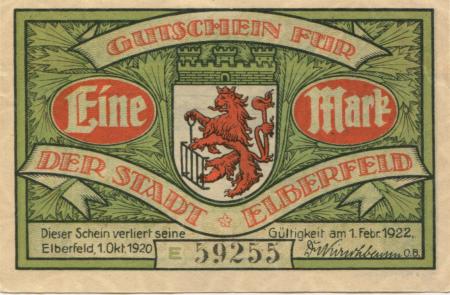 GUTSCHEIN FÜR
Eine Mark
DER STADT ELBERFELD
Dieser Schein verliert seine Gültigkeit am 1. Febr. 1922.
Elberfeld, 1. Okt. 1920 E 59255 O.B.